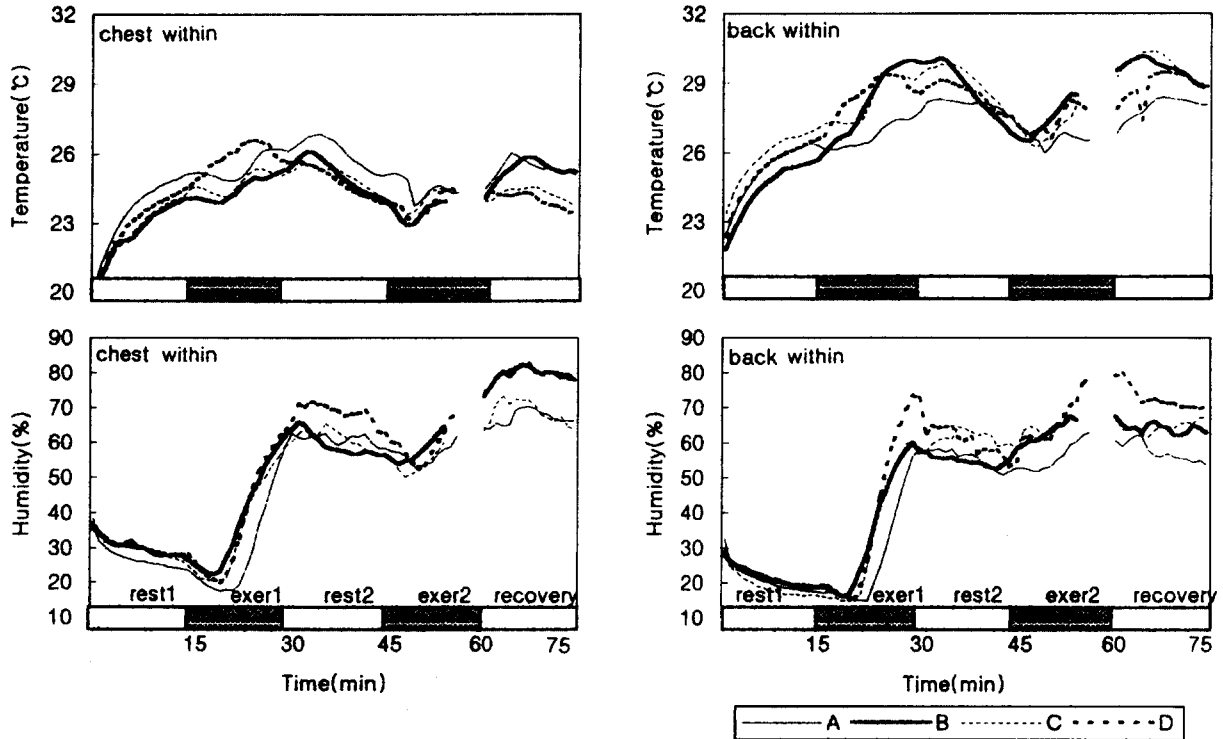 32
29
26
23
20
Temperature(℃)
chest within
32
29
26
23
20
Temperature(℃)
back within
90
80
70
60
50
40
30
20
10
Humidity(%)
chest within
rest1 exer1 rest2 exer2 recovery
15 30 45 60 75
Time(min)
90
80
70
60
50
40
30
20
10
Humidity(%)
back within
rest1 exer1 rest2 exer2 recovery
15 30 45 60 75
Time(min)
A B C D